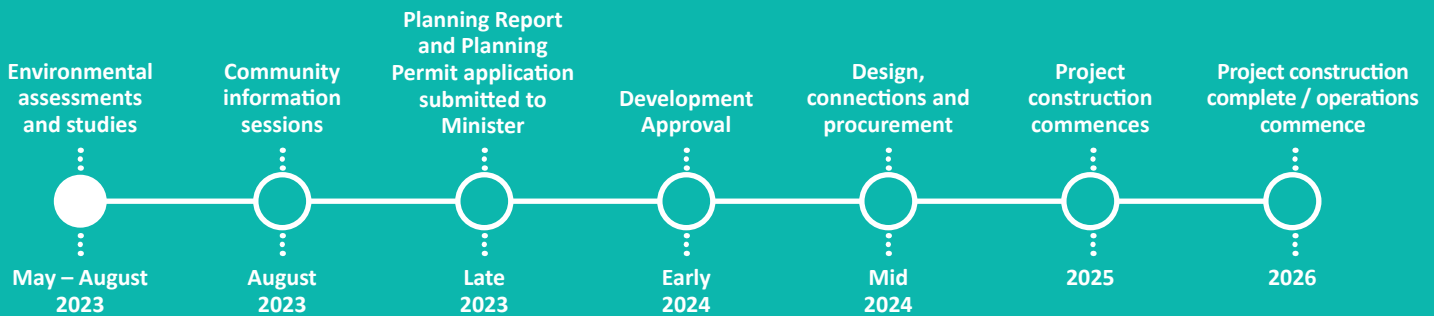 Environmental
assessments
and studies
Community
information
sessions
Planning Report
and Planning
Permit application
submitted to
Minister
Development
Approval
Design,
connections and
procurement
Project
construction
commences
Project construction
complete / operations
commence
May – August
2023
August
2023
Late
2023
Early
2024
Mid
2024
2025
2026